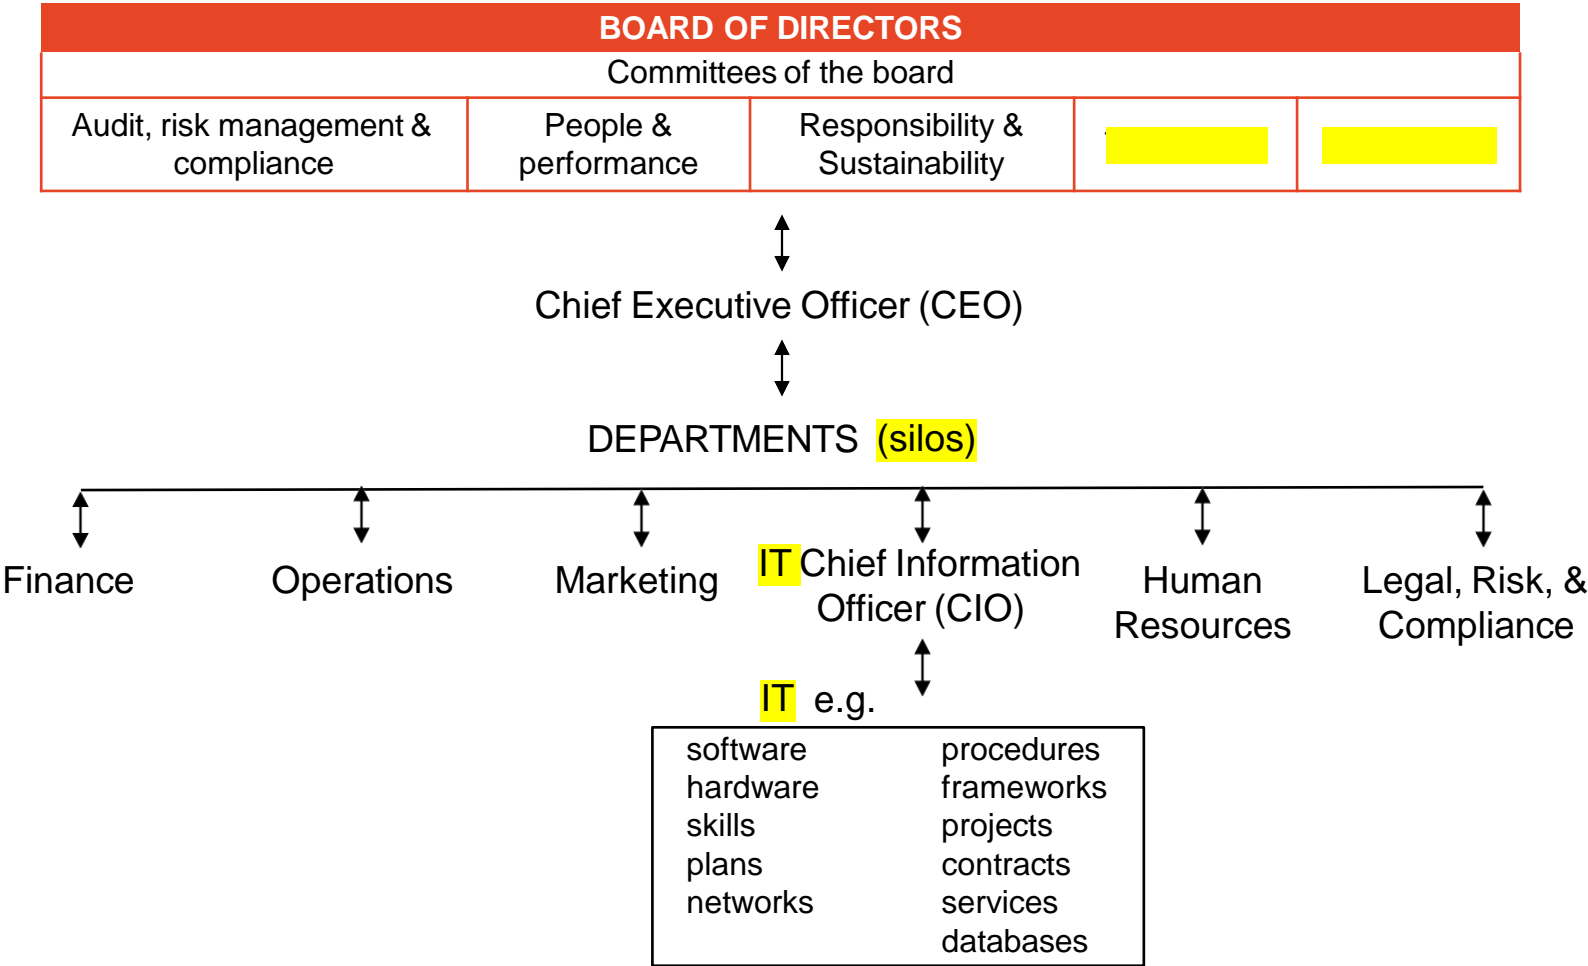 BOARD OF DIRECTORS
Committees of the board
Audit, risk management &
compliance
People &
performance
Responsibility &
Sustainability
Chief Executive Officer (CEO)
DEPARTMENTS (silos)
Finance
Operations
Marketing
IT Chief Information
Officer (CIO)
Human
Resources
Legal, Risk, &
Compliance
IT e.g.
software
hardware
skills
plans
networks
procedures
frameworks
projects
contracts
services
databases